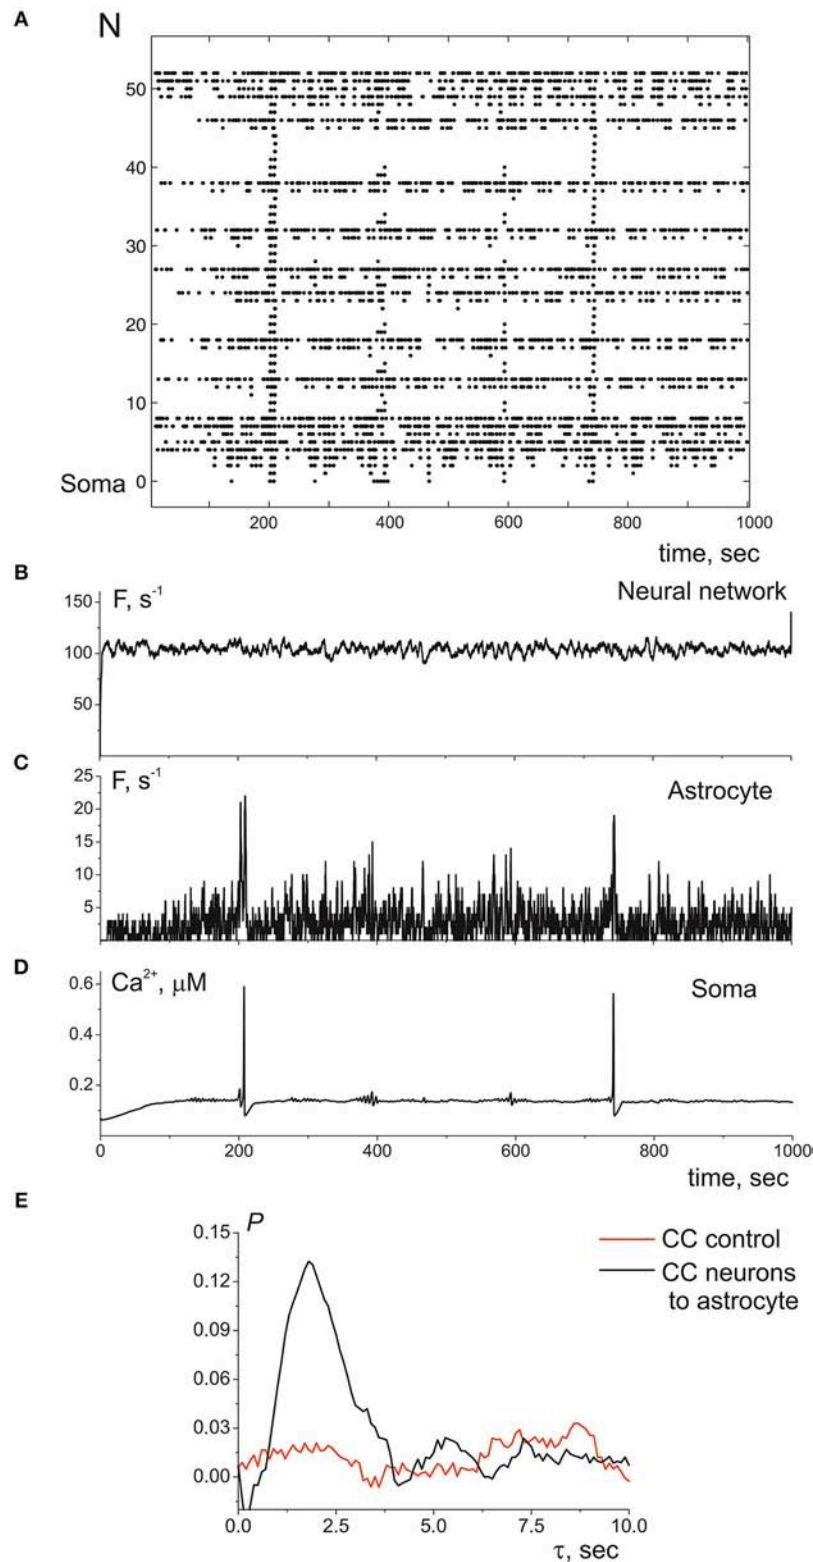 A
N
50
40
30
20
10
Soma 0
200 400 600 800 1000
time, sec
B
F, s⁻¹
Neural network
150
100
50
C
F, s⁻¹
Astrocyte
25
20
15
10
5
D
Ca²⁺, μM
Soma
0.6
0.4
0.2
0 200 400 600 800 1000
time, sec
E
P
0.15
0.12
0.09
0.06
0.03
0.00
0.0 2.5 5.0 7.5 10.0
τ, sec
CC control
CC neurons
to astrocyte